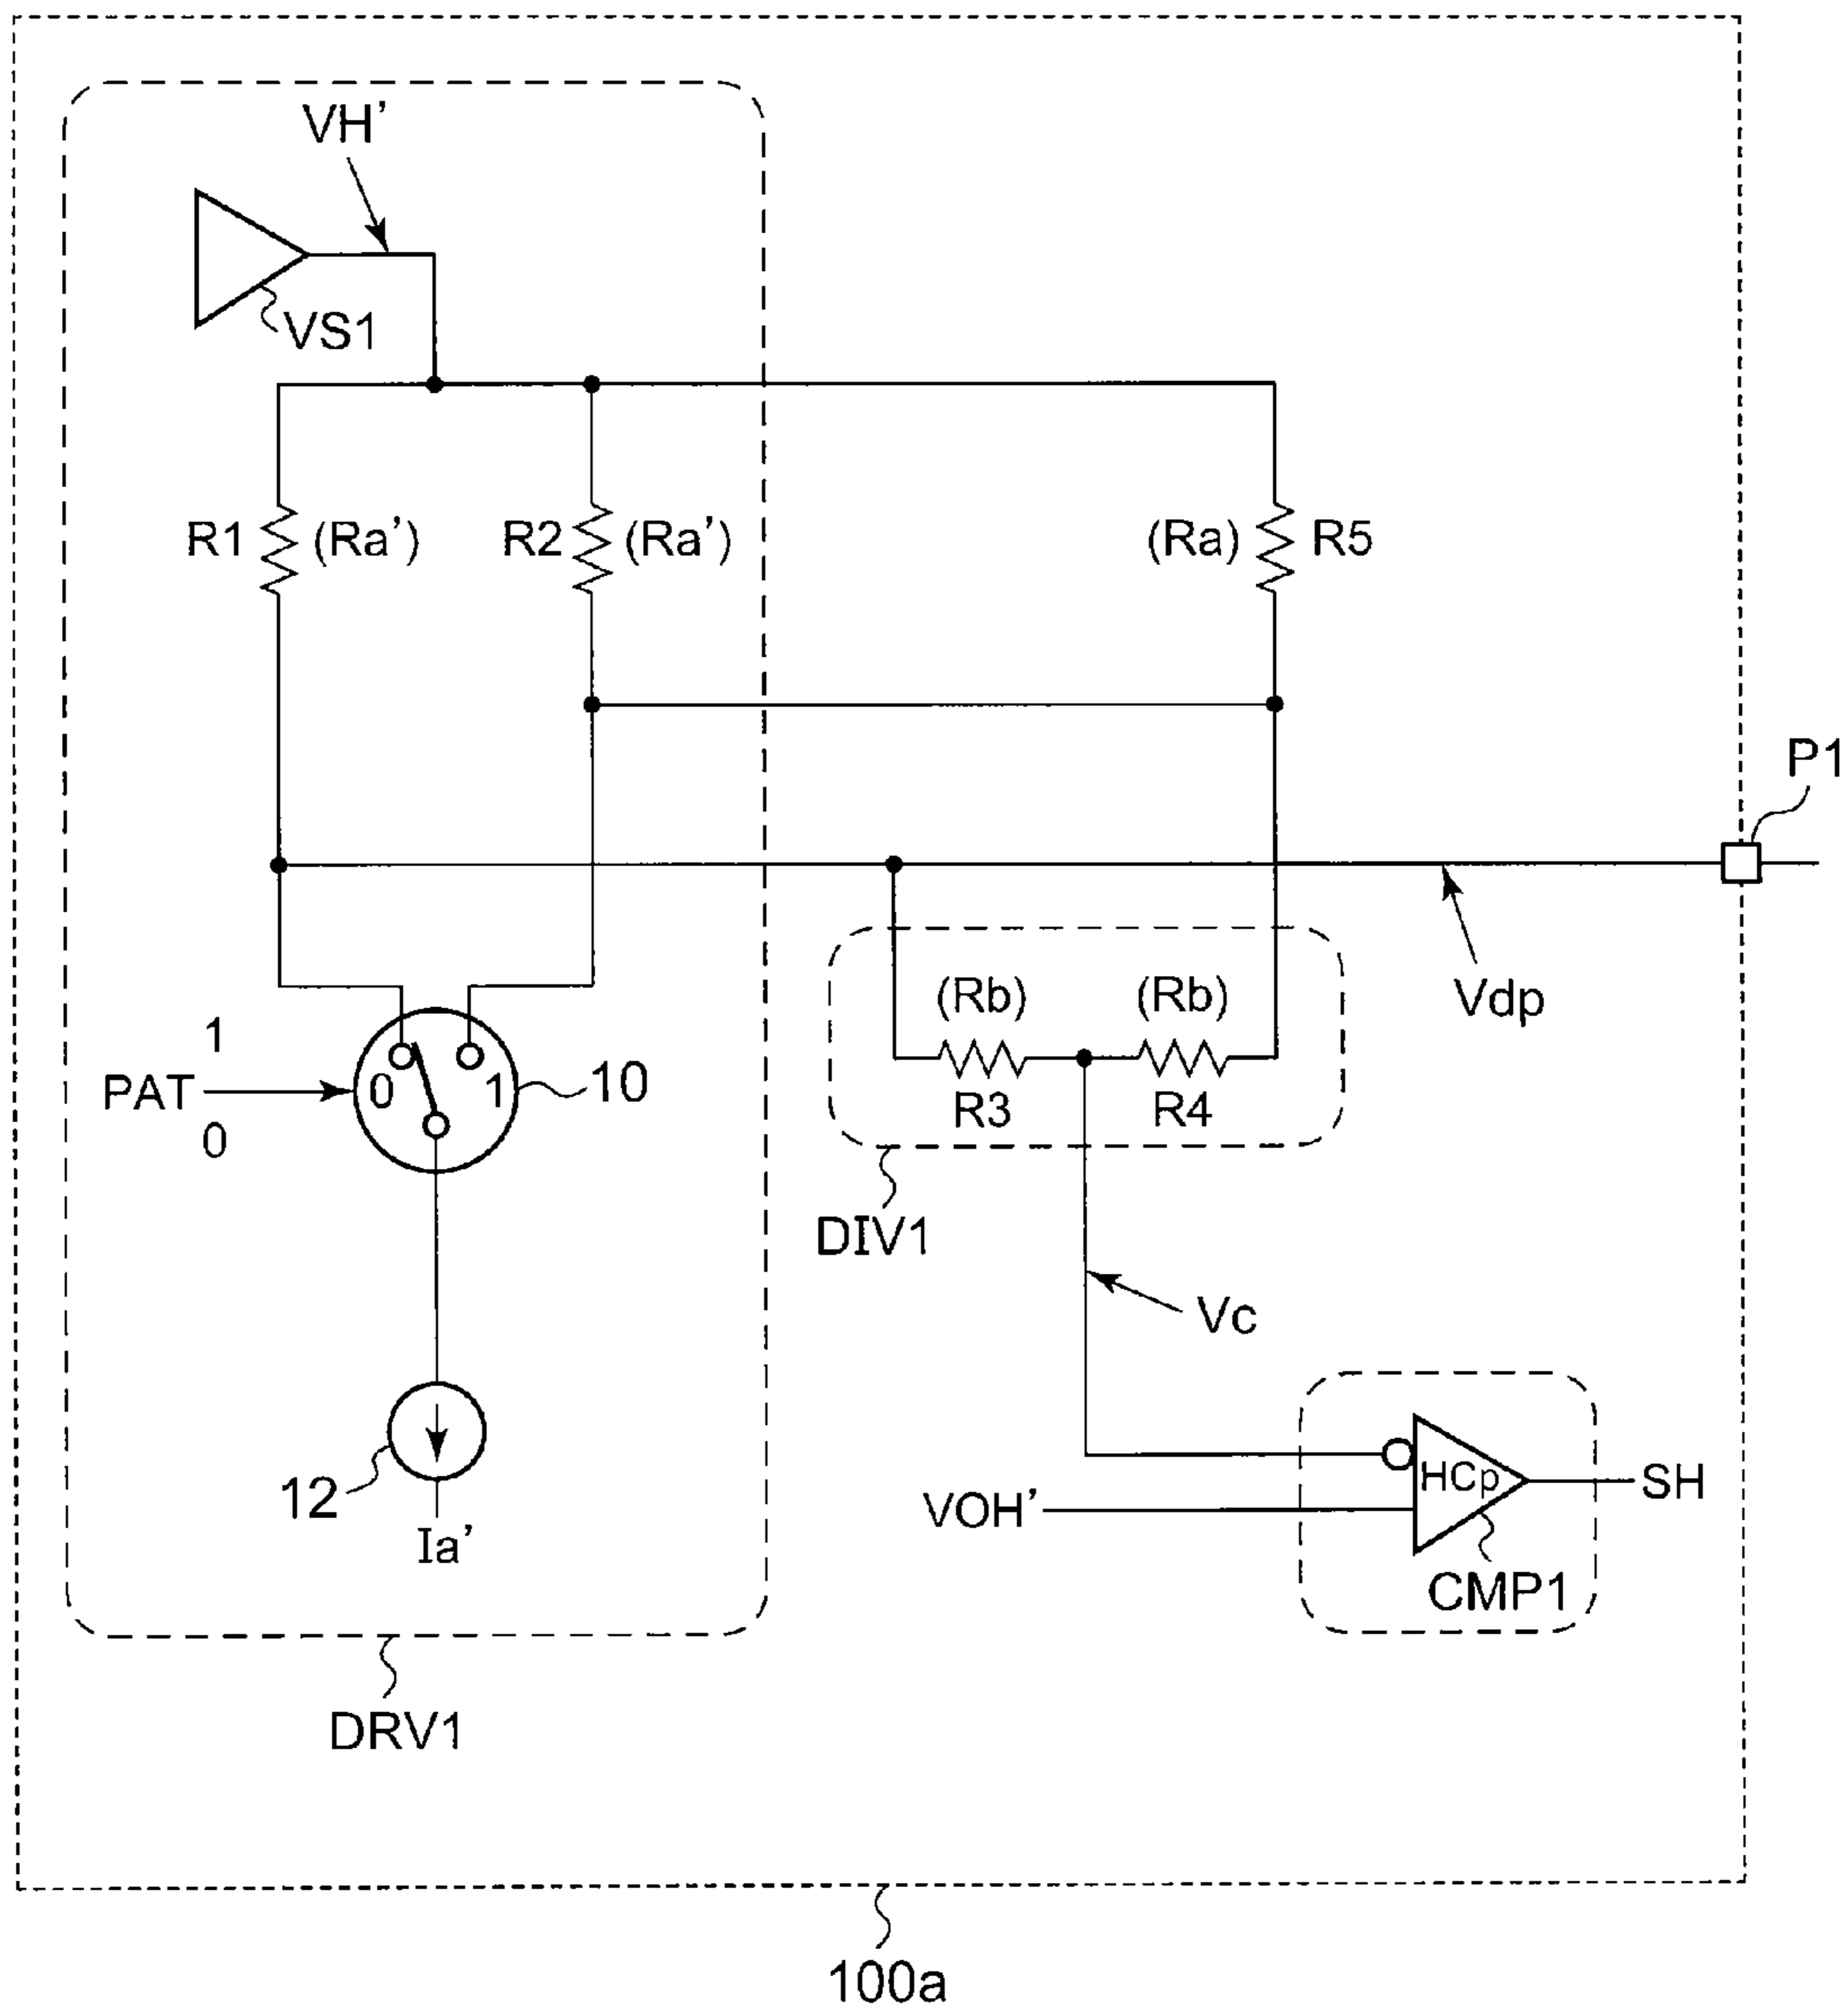 VH’
VS1
R1 (Ra’) R2 (Ra’) (Ra) R5
P1
Vdp
(Rb) (Rb)
1
PAT 0 1 10
0
R3 R4
DIV1
Vc
12
Ia’
HCp SH
VOH’
CMP1
DRV1
100a